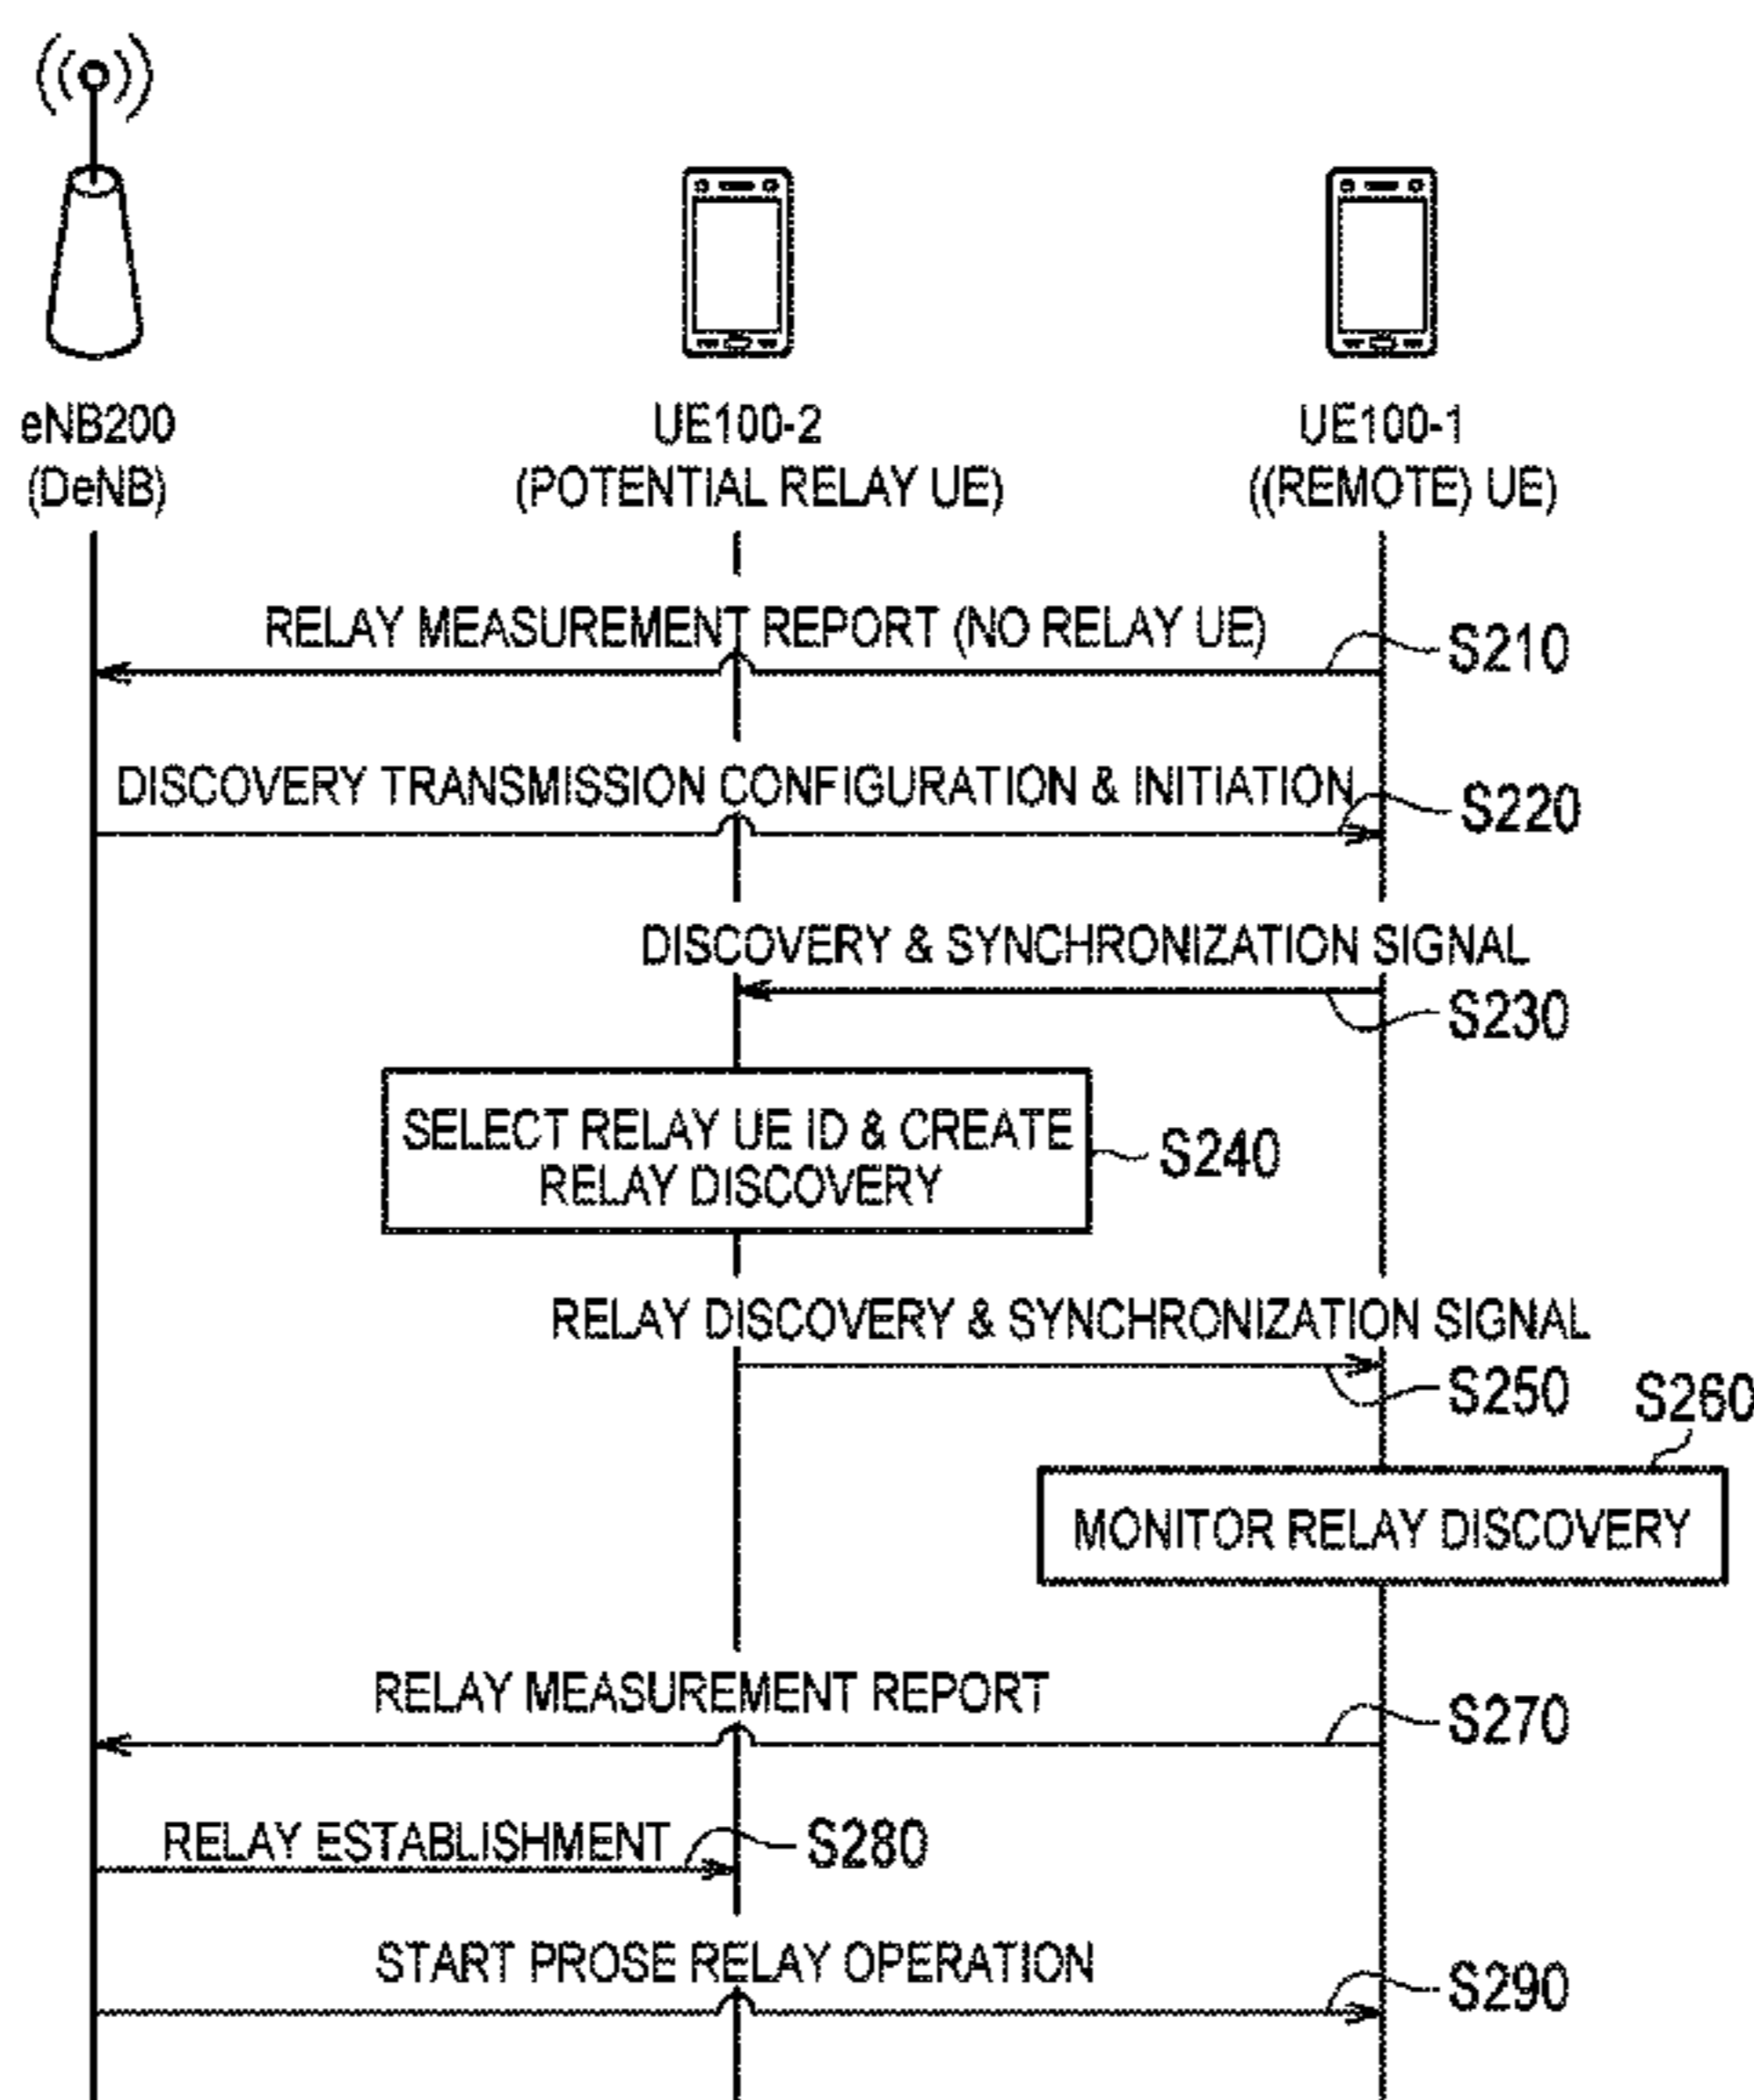 eNB200
(DeNB)
UE100-2
(POTENTIAL RELAY UE)
UE100-1
((REMOTE) UE)
RELAY MEASUREMENT REPORT (NO RELAY UE)
S210
DISCOVERY TRANSMISSION CONFIGURATION & INITIATION
S220
DISCOVERY & SYNCHRONIZATION SIGNAL
S230
SELECT RELAY UE ID & CREATE
RELAY DISCOVERY
S240
RELAY DISCOVERY & SYNCHRONIZATION SIGNAL
S250
S260
MONITOR RELAY DISCOVERY
RELAY MEASUREMENT REPORT
S270
RELAY ESTABLISHMENT
S280
START PROSE RELAY OPERATION
S290